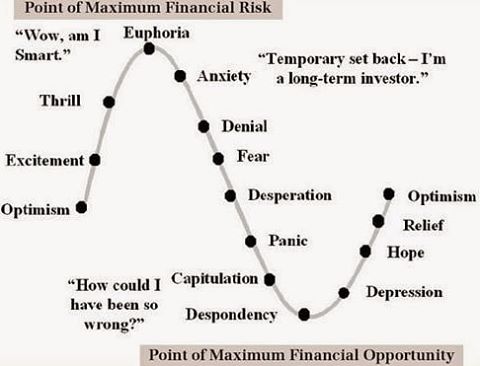 Point of Maximum Financial Risk
“Wow, am I
Smart.”
Euphoria
“Temporary set back – I’m
a long-term investor.”
Anxiety
Thrill
Denial
Excitement
Fear
Desperation
Optimism
Optimism
Relief
Panic
Hope
Capitulation
“How could I
have been so
wrong?”
Depression
Despondency
Point of Maximum Financial Opportunity